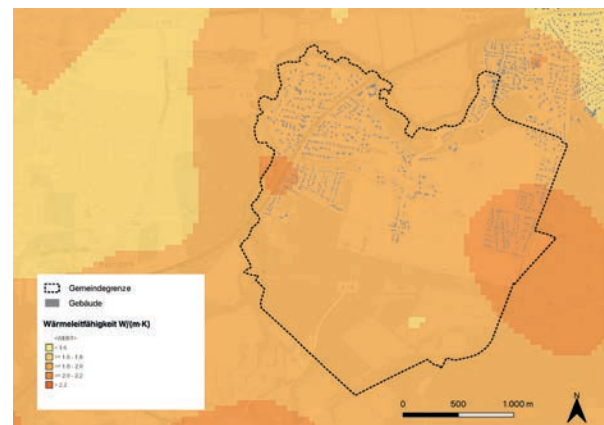 Gemeindegrenze
Gebäude
Wärmeleitfähigkeit W/(m·K)
<WERT>
< 1.6
>= 1.6 - 1.8
>= 1.8 - 2.0
>= 2.0 - 2.2
> 2.2
0 500 1.000 m
N